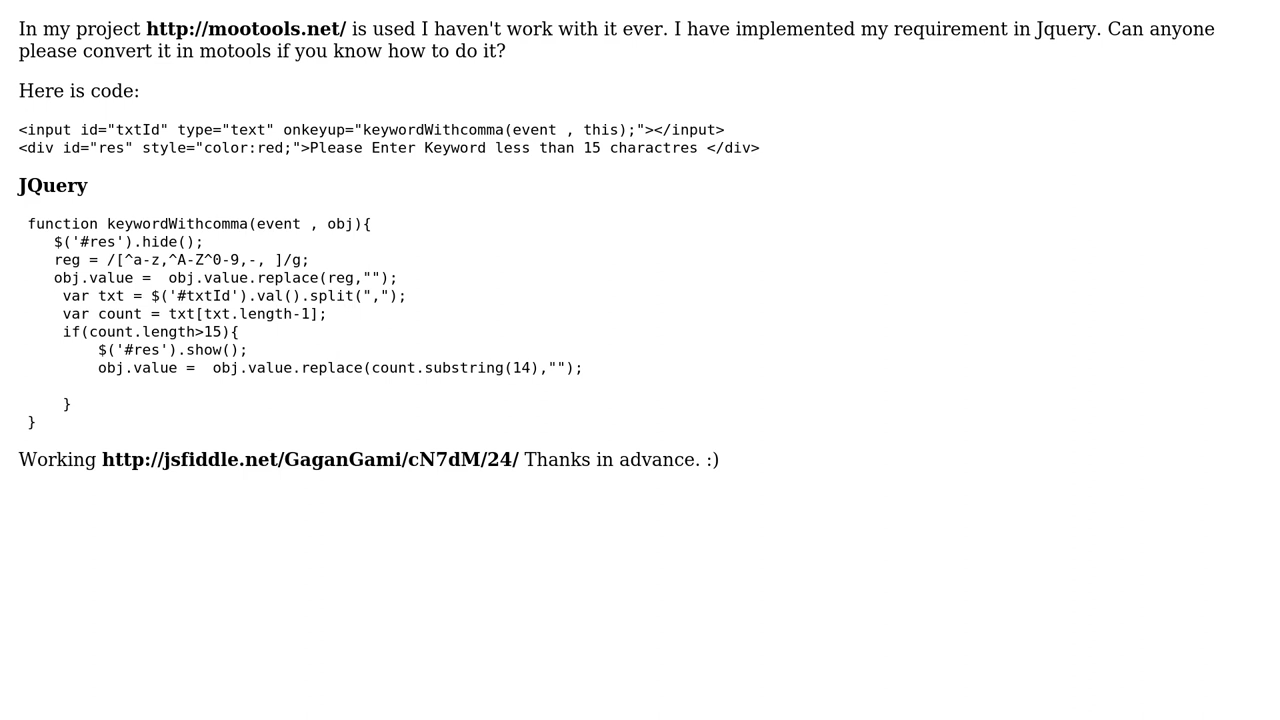 In my project http://mootools.net/ is used I haven't work with it ever. I have implemented my requirement in Jquery. Can anyone
please convert it in motools if you know how to do it?
Here is code:
<input id="txtId" type="text" onkeyup="keywordWithcomma(event , this);"></input>
<div id="res" style="color:red;">Please Enter Keyword less than 15 charactres </div>
JQuery
function keywordWithcomma(event , obj){
$('#res').hide();
reg = /[^a-z,^A-Z^0-9,-, ]/g;
obj.value =  obj.value.replace(reg,"");
var txt = $('#txtId').val().split(",");
var count = txt[txt.length-1];
if(count.length>15){
$('#res').show();
obj.value =  obj.value.replace(count.substring(14),"");
}
}
Working http://jsfiddle.net/GaganGami/cN7dM/24/ Thanks in advance. :)